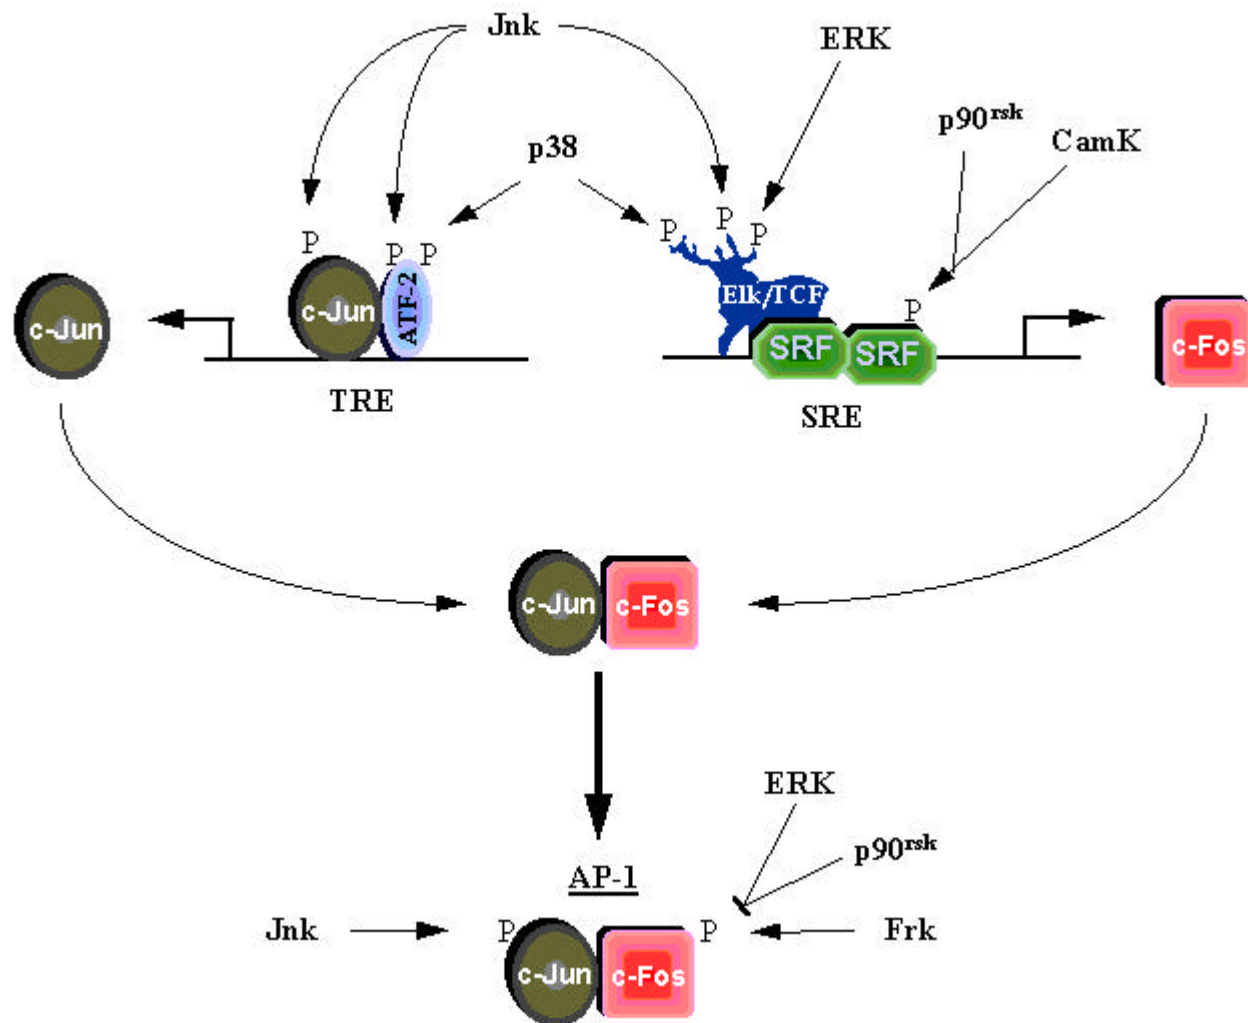 Jnk
ERK
p90rsk
CamK
p38
P
P
P
P
P
P
P
c-Jun
c-Jun
ATF-2
Elk/TCF
SRF
SRF
c-Fos
TRE
SRE
c-Jun
c-Fos
ERK
p90rsk
AP-1
Jnk
P
P
Frk
c-Jun
c-Fos